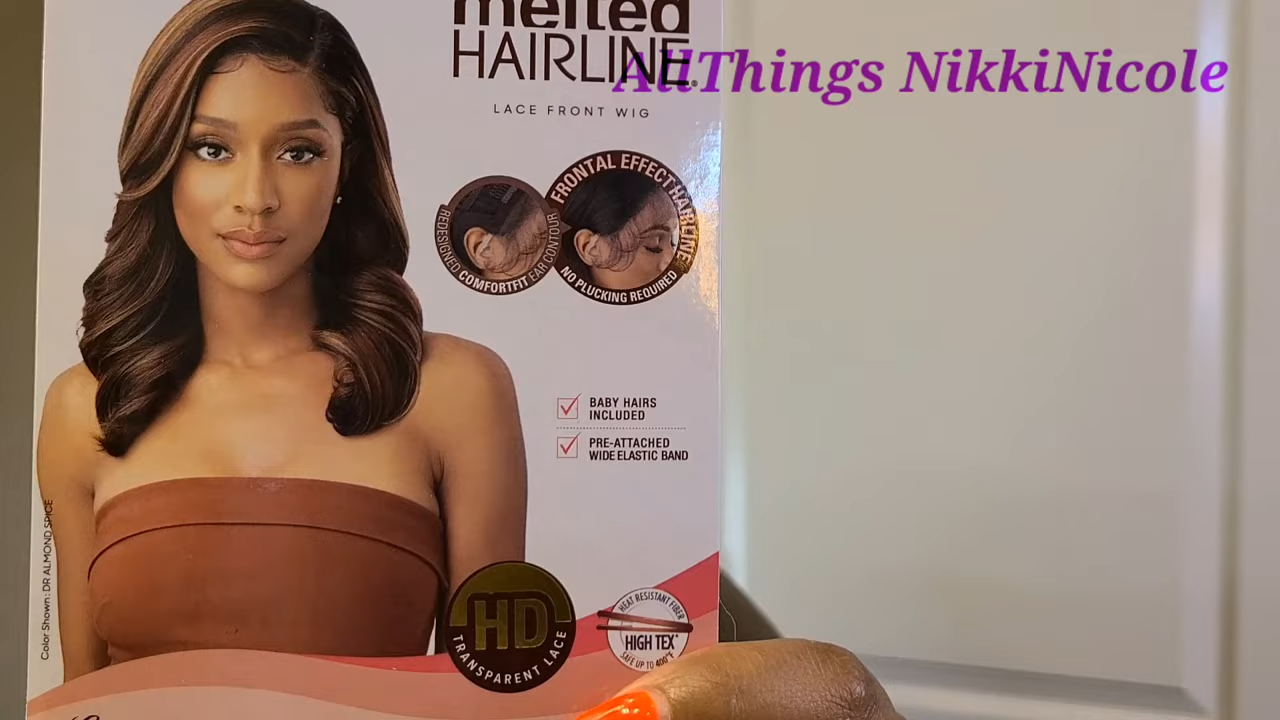 melted
HAIRLINE®
AllThings NikkiNicole
LACE FRONT WIG
REDESIGNED COMFORTFIT EAR CONTOUR
FRONTAL EFFECT HAIRLINE
NO PLUCKING REQUIRED
BABY HAIRS
INCLUDED
PRE-ATTACHED
WIDE ELASTIC BAND
Color Shown: DR ALMOND SPICE
HD
TRANSPARENT LACE
HEAT RESISTANT FIBER
HIGH TEX
SAFE UP TO 400°F